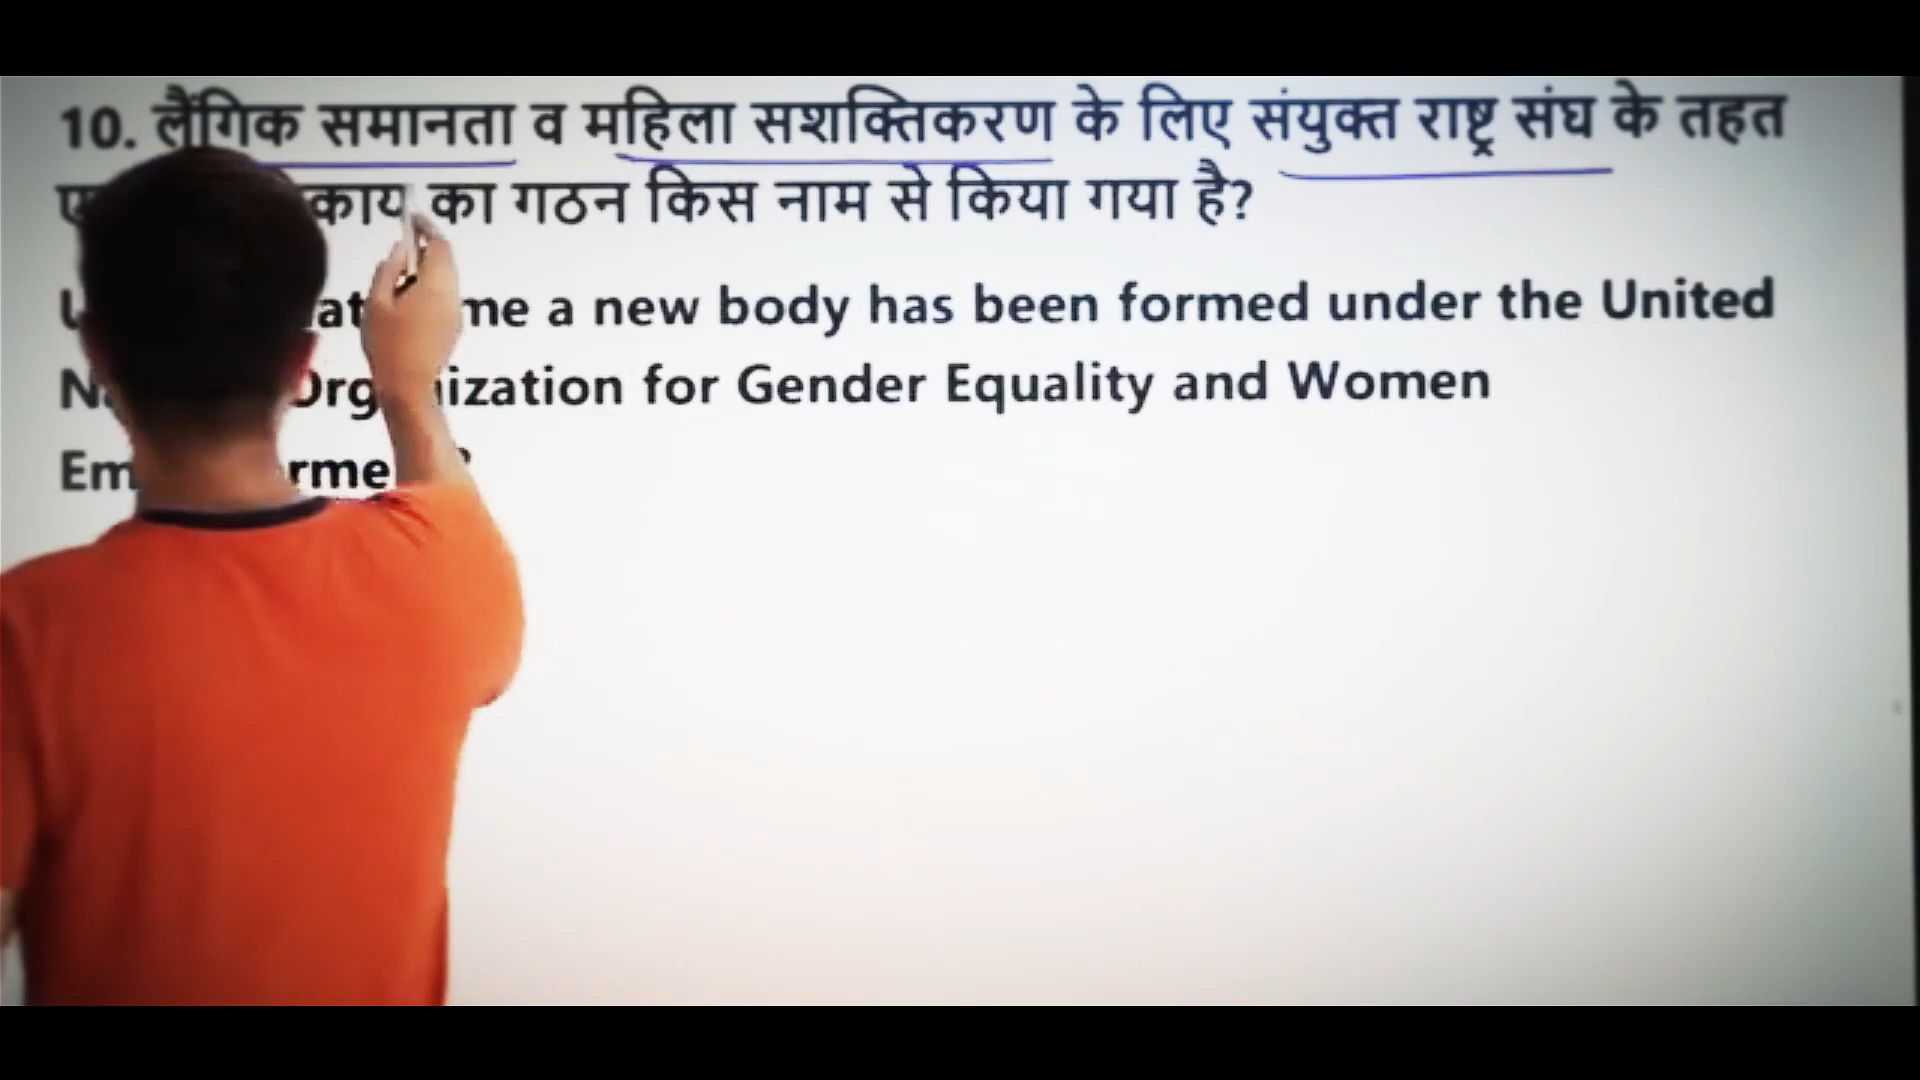 10. लैंगिक समानता व महिला सशक्तिकरण के लिए संयुक्त राष्ट्र संघ के तहत
का गठन किस नाम से किया गया है?
a new body has been formed under the United
for Gender Equality and Women